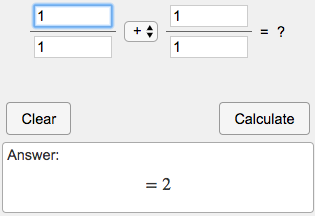 1 1
+ = ?
1 1
Clear Calculate
Answer:
= 2